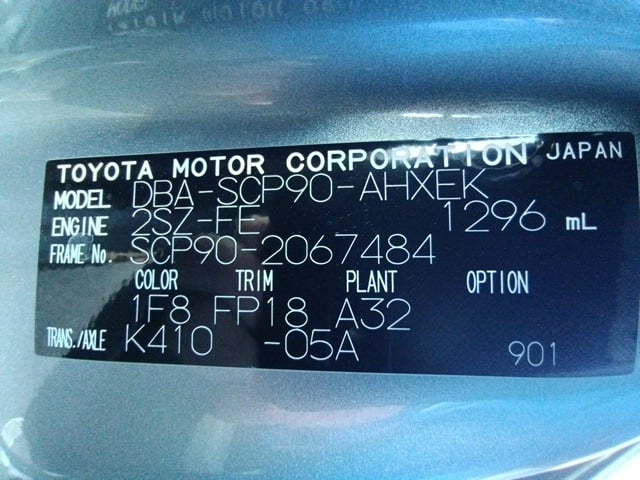 TOYOTA MOTOR CORPORATION JAPAN
MODEL DBA-SCP90-AHXEK
ENGINE 2SZ-FE 1296 mL
FRAME No. SCP90-2067484
COLOR TRIM PLANT OPTION
1F8 FP18 A32
TRANS./AXLE K410 -05A 901